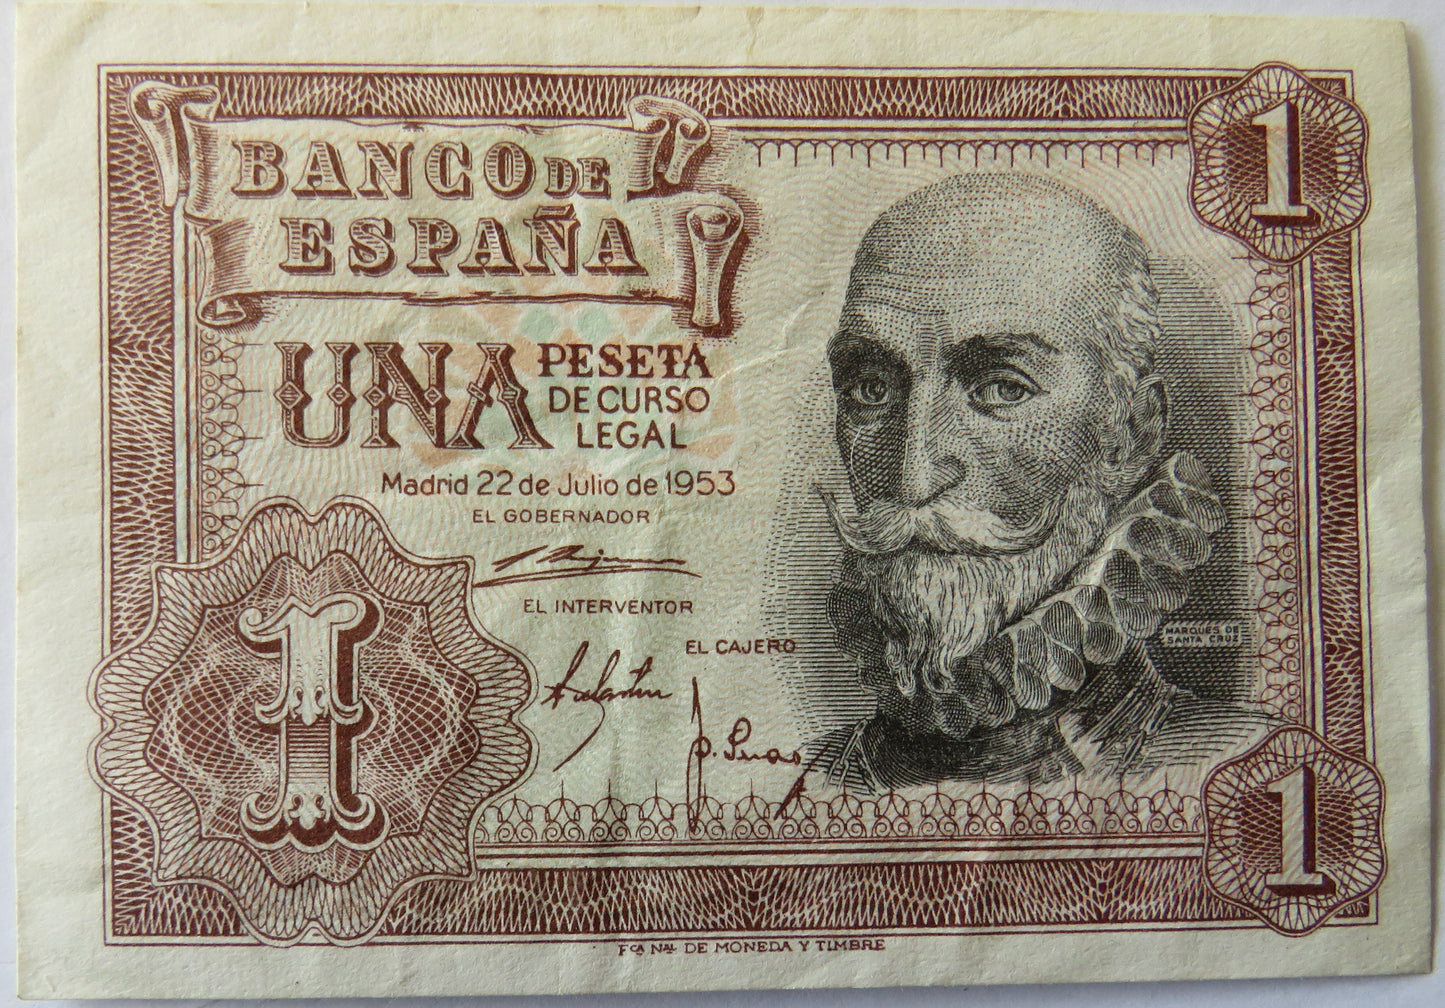 BANCO DE
ESPAÑA
1
UNA PESETA
DE CURSO
LEGAL
Madrid 22 de Julio de 1953
EL GOBERNADOR
EL INTERVENTOR
EL CAJERO
MARQUES DE
SANTA CRUZ
1
1
FCA NAL DE MONEDA Y TIMBRE